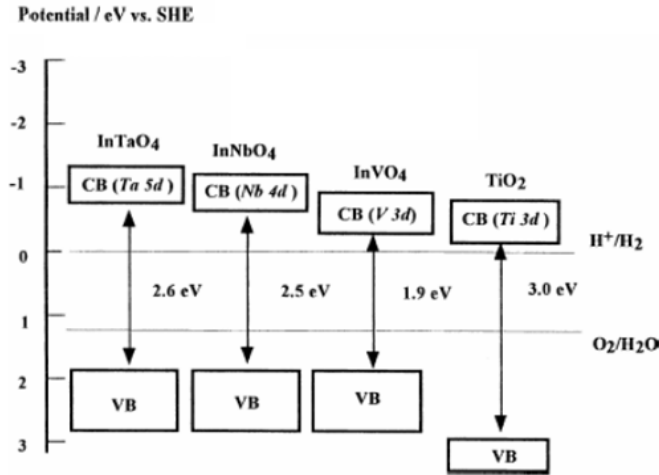 Potential / eV vs. SHE
-3
-2
InTaO4
InNbO4
InVO4
TiO2
-1
CB (Ta 5d )
CB (Nb 4d )
CB (V 3d)
CB (Ti 3d )
H+/H2
0
2.6 eV
2.5 eV
1.9 eV
3.0 eV
1
O2/H2O
2
VB
VB
VB
3
VB